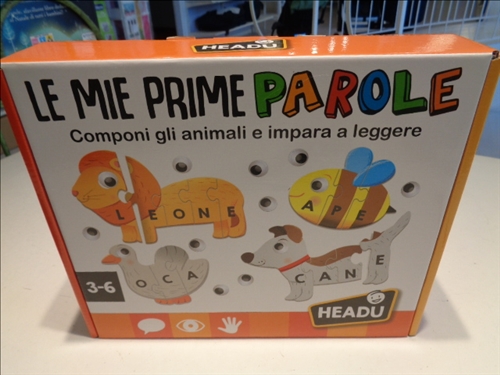 HEADU
LE MIE PRIME PAROLE
Componi gli animali e impara a leggere
LEONE
APE
OCA
CANE
3-6
HEADU